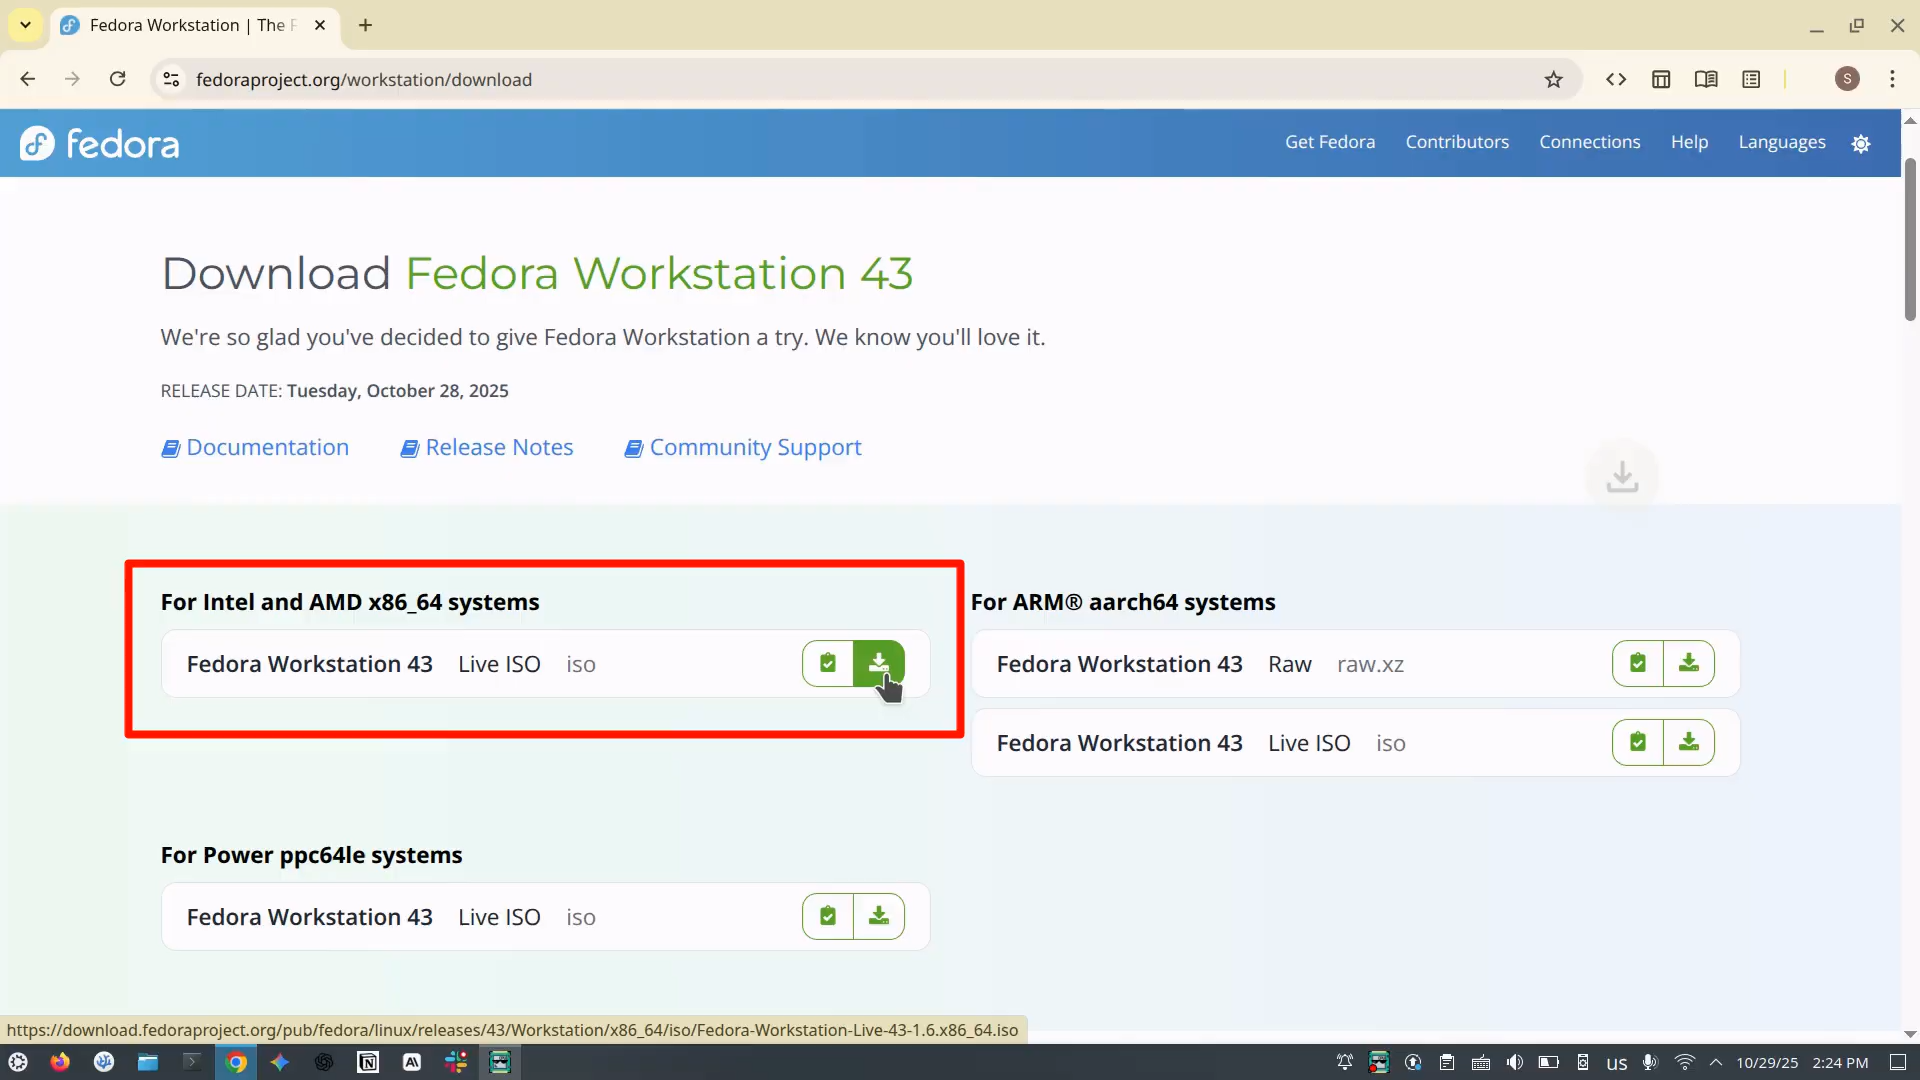 Fedora Workstation | The F
fedoraproject.org/workstation/download
S
fedora
Get Fedora
Contributors
Connections
Help
Languages
Download Fedora Workstation 43
We're so glad you've decided to give Fedora Workstation a try. We know you'll love it.
RELEASE DATE: Tuesday, October 28, 2025
Documentation
Release Notes
Community Support
For Intel and AMD x86_64 systems
Fedora Workstation 43 Live ISO iso
For ARM® aarch64 systems
Fedora Workstation 43 Raw raw.xz
Fedora Workstation 43 Live ISO iso
For Power ppc64le systems
Fedora Workstation 43 Live ISO iso
https://download.fedoraproject.org/pub/fedora/linux/releases/43/Workstation/x86_64/iso/Fedora-Workstation-Live-43-1.6.x86_64.iso
AI
US
10/29/25
2:24 PM